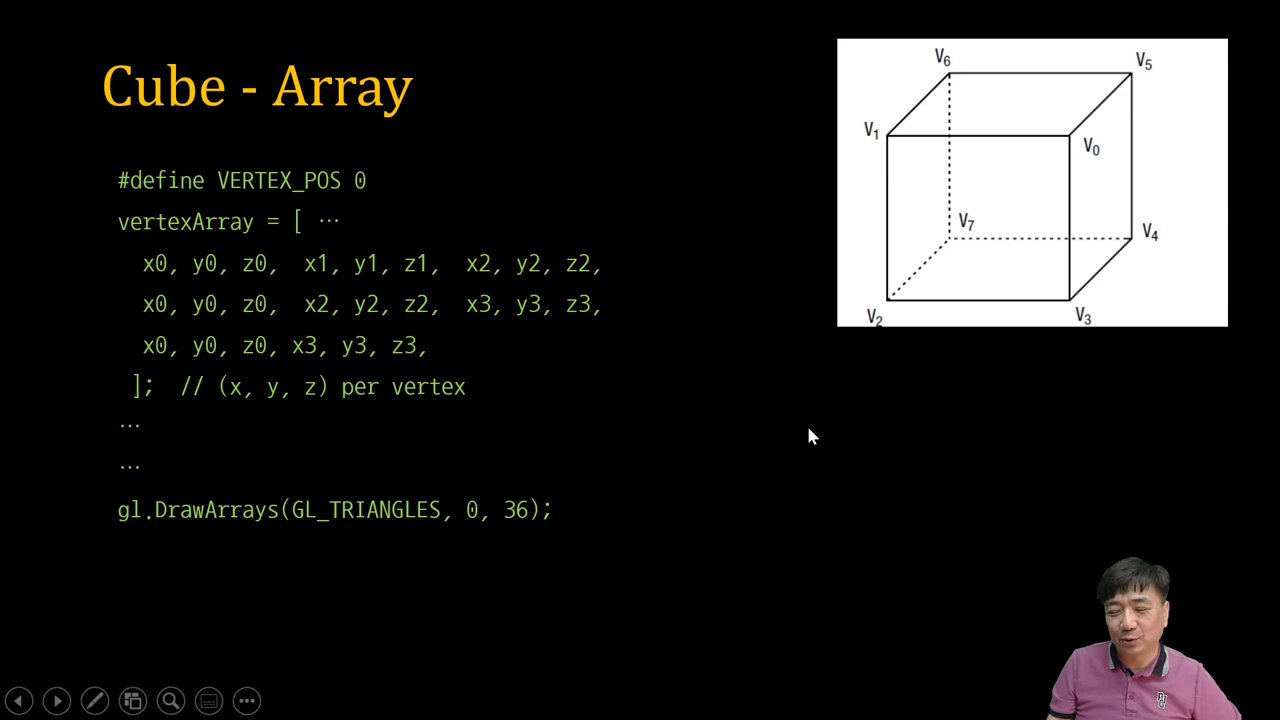 Cube - Array
#define VERTEX_POS 0
vertexArray = [ ⋯
x0, y0, z0, x1, y1, z1, x2, y2, z2,
x0, y0, z0, x2, y2, z2, x3, y3, z3,
x0, y0, z0, x3, y3, z3,
]; // (x, y, z) per vertex
⋯
⋯
gl.DrawArrays(GL_TRIANGLES, 0, 36);
V6
V5
V1
V0
V7
V4
V2
V3